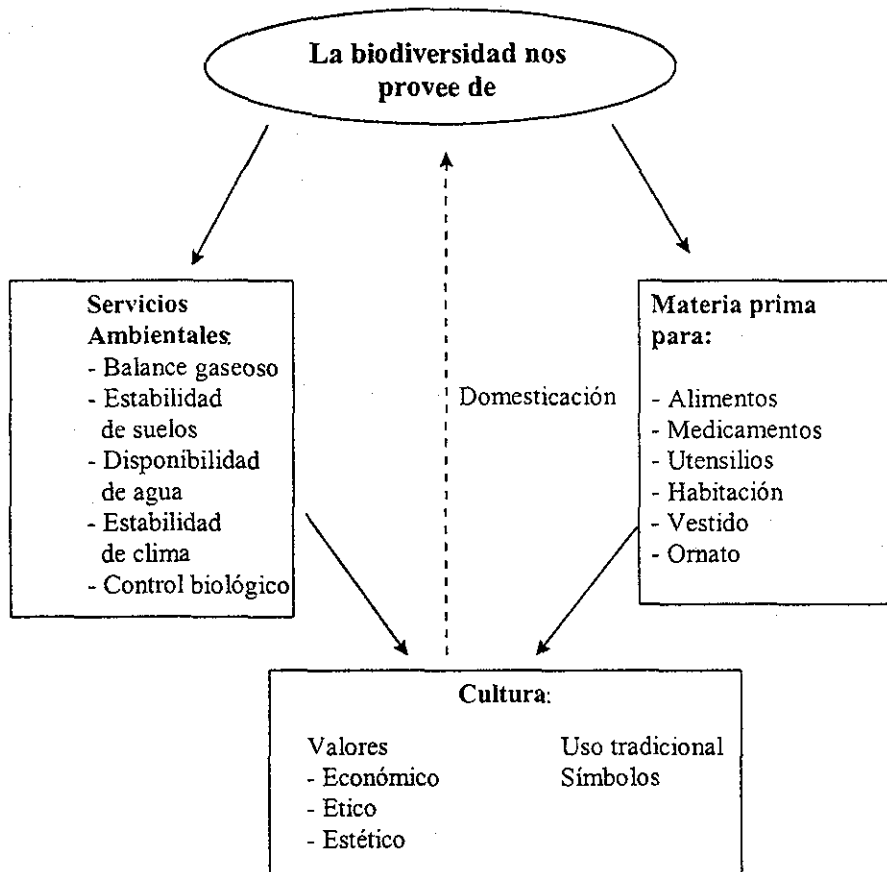 La biodiversidad nos
provee de
Servicios
Ambientales:
- Balance gaseoso
- Estabilidad
de suelos
- Disponibilidad
de agua
- Estabilidad
de clima
- Control biológico
Domesticación
Materia prima
para:
- Alimentos
- Medicamentos
- Utensilios
- Habitación
- Vestido
- Ornato
Cultura:
Valores
- Económico
- Etico
- Estético
Uso tradicional
Símbolos